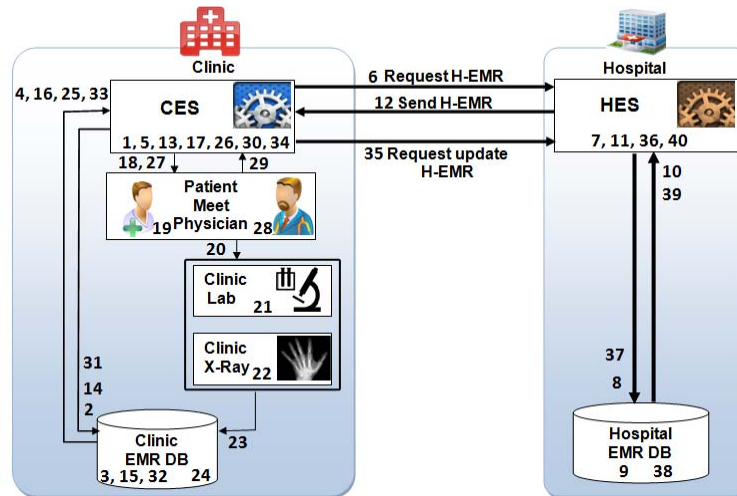 Clinic
Hospital
4, 16, 25, 33
CES
1, 5, 13, 17, 26, 30, 34
6 Request H-EMR
12 Send H-EMR
35 Request update
H-EMR
HES
7, 11, 36, 40
18, 27
29
10
39
Patient
Meet
Physician
19
28
20
Clinic
Lab
21
Clinic
X-Ray
22
31
14
2
23
37
8
Clinic
EMR DB
3, 15, 32
24
Hospital
EMR DB
9
38